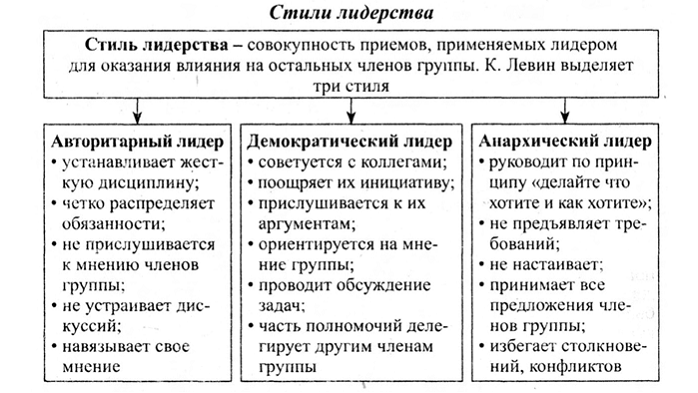 Стили лидерства
Стиль лидерства – совокупность приемов, применяемых лидером
для оказания влияния на остальных членов группы. К. Левин выделяет
три стиля
Авторитарный лидер
• устанавливает жест-
кую дисциплину;
• четко распределяет
обязанности;
• не прислушивается
к мнению членов
группы;
• не устраивает дис-
куссий;
• навязывает свое
мнение
Демократический лидер
• советуется с коллегами;
• поощряет их инициативу;
• прислушивается к их
аргументам;
• ориентируется на мне-
ние группы;
• проводит обсуждение
задач;
• часть полномочий деле-
гирует другим членам
группы
Анархический лидер
• руководит по прин-
ципу «делайте что
хотите и как хотите»;
• не предъявляет тре-
бований;
• не настаивает;
• принимает все
предложения чле-
нов группы;
• избегает столкнове-
ний, конфликтов